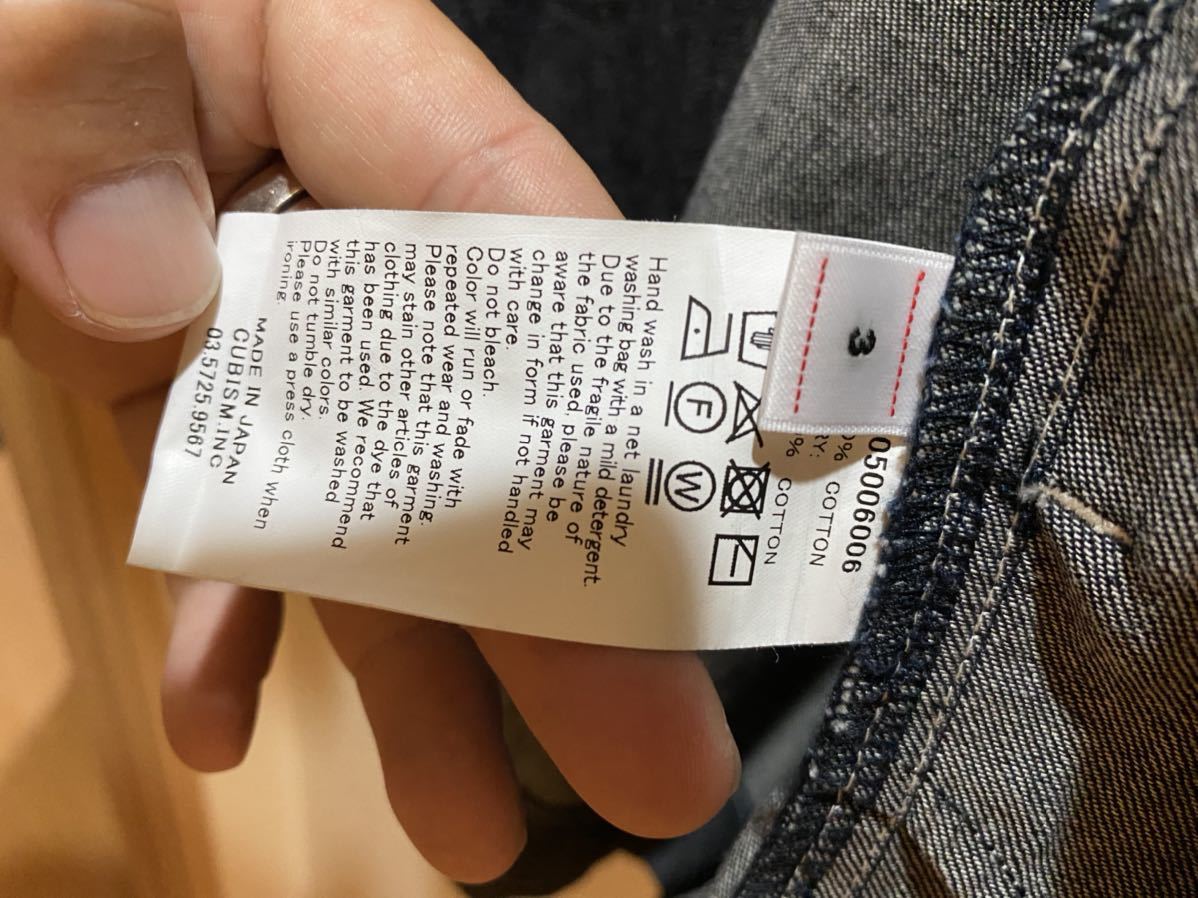 3
05006006
0% COTTON
RY:
% COTTON
F
W
Hand wash in a net laundry
washing bag with a mild detergent.
Due to the fragile nature of
the fabric used, please be
aware that this garment may
change in form if not handled
with care.
Do not bleach.
Color will run or fade with
repeated wear and washing.
Please note that this garment
may stain other articles of
clothing due to the dye that
has been used. We recommend
this garment to be washed
with similar colors.
Do not tumble dry.
Please use a press cloth when
ironing.
MADE IN JAPAN
CUBISM.INC
03.5725.9567